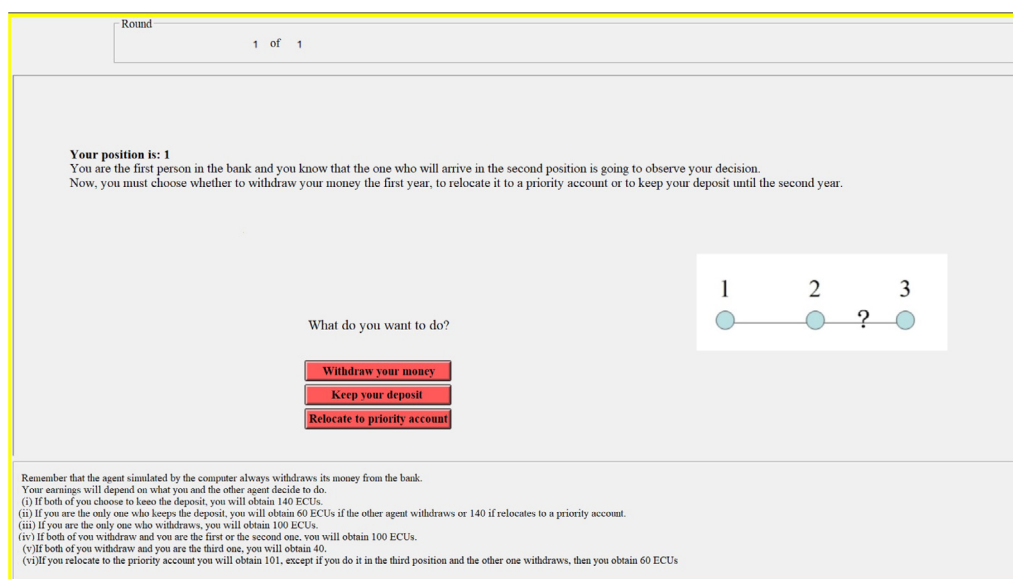 Round
1 of 1
Your position is: 1
You are the first person in the bank and you know that the one who will arrive in the second position is going to observe your decision.
Now, you must choose whether to withdraw your money the first year, to relocate it to a priority account or to keep your deposit until the second year.
1 2 3
?
What do you want to do?
Withdraw your money
Keep your deposit
Relocate to priority account
Remember that the agent simulated by the computer always withdraws its money from the bank.
Your earnings will depend on what you and the other agent decide to do.
(i) If both of you choose to keeo the deposit, you will obtain 140 ECUs.
(ii) If you are the only one who keeps the deposit, you will obtain 60 ECUs if the other agent withdraws or 140 if relocates to a priority account.
(iii) If you are the only one who withdraws, you will obtain 100 ECUs.
(iv) If both of you withdraw and you are the first or the second one, you will obtain 100 ECUs.
(v)If both of you withdraw and you are the third one, you will obtain 40.
(vi)If you relocate to the priority account you will obtain 101, except if you do it in the third position and the other one withdraws, then you obtain 60 ECUs